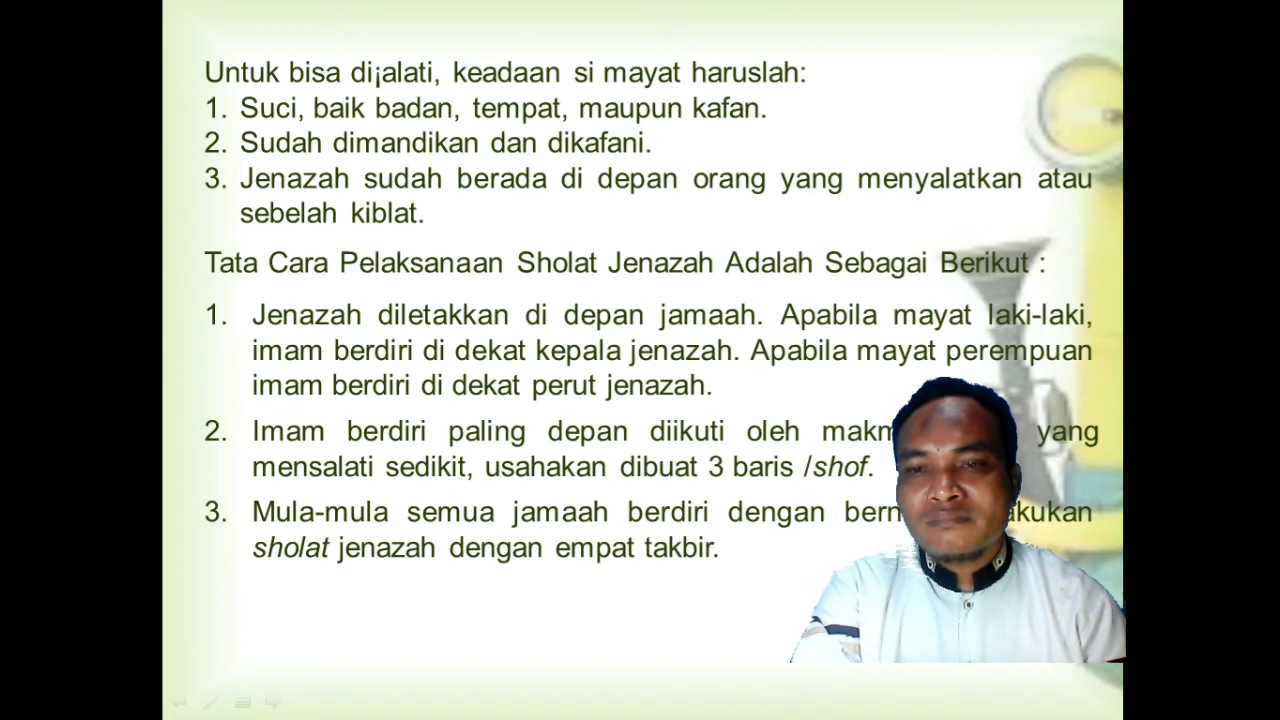 Untuk bisa di¡alati, keadaan si mayat haruslah:
1. Suci, baik badan, tempat, maupun kafan.
2. Sudah dimandikan dan dikafani.
3. Jenazah sudah berada di depan orang yang menyalatkan atau
sebelah kiblat.
Tata Cara Pelaksanaan Sholat Jenazah Adalah Sebagai Berikut :
1. Jenazah diletakkan di depan jamaah. Apabila mayat laki-laki,
imam berdiri di dekat kepala jenazah. Apabila mayat perempuan
imam berdiri di dekat perut jenazah.
2. Imam berdiri paling depan diikuti oleh yang
mensalati sedikit, usahakan dibuat 3 baris /shof.
3. Mula-mula semua jamaah berdiri dengan
sholat jenazah dengan empat takbir.